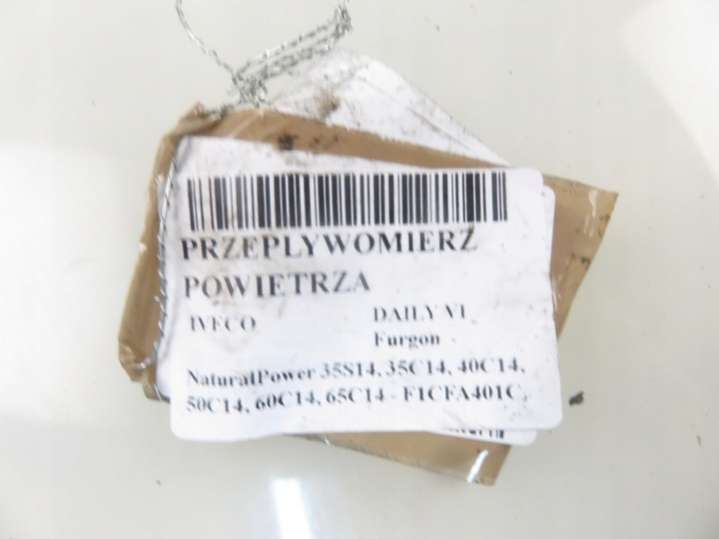 PRZEPLYWOMIERZ
POWIETRZA
IVECO DAILY VI
Furgon
NaturalPower 35S14, 35C14, 40C14,
50C14, 60C14, 65C14 - F1CFA401C,